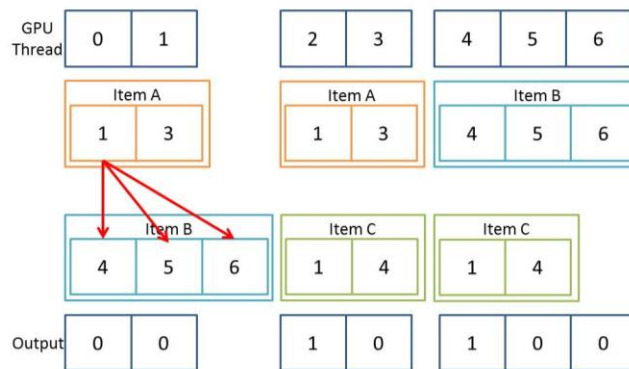 GPU Thread 0 1 2 3 4 5 6
Item A Item A Item B
1 3 1 3 4 5 6
Item B Item C Item C
4 5 6 1 4 1 4
Output 0 0 1 0 1 0 0